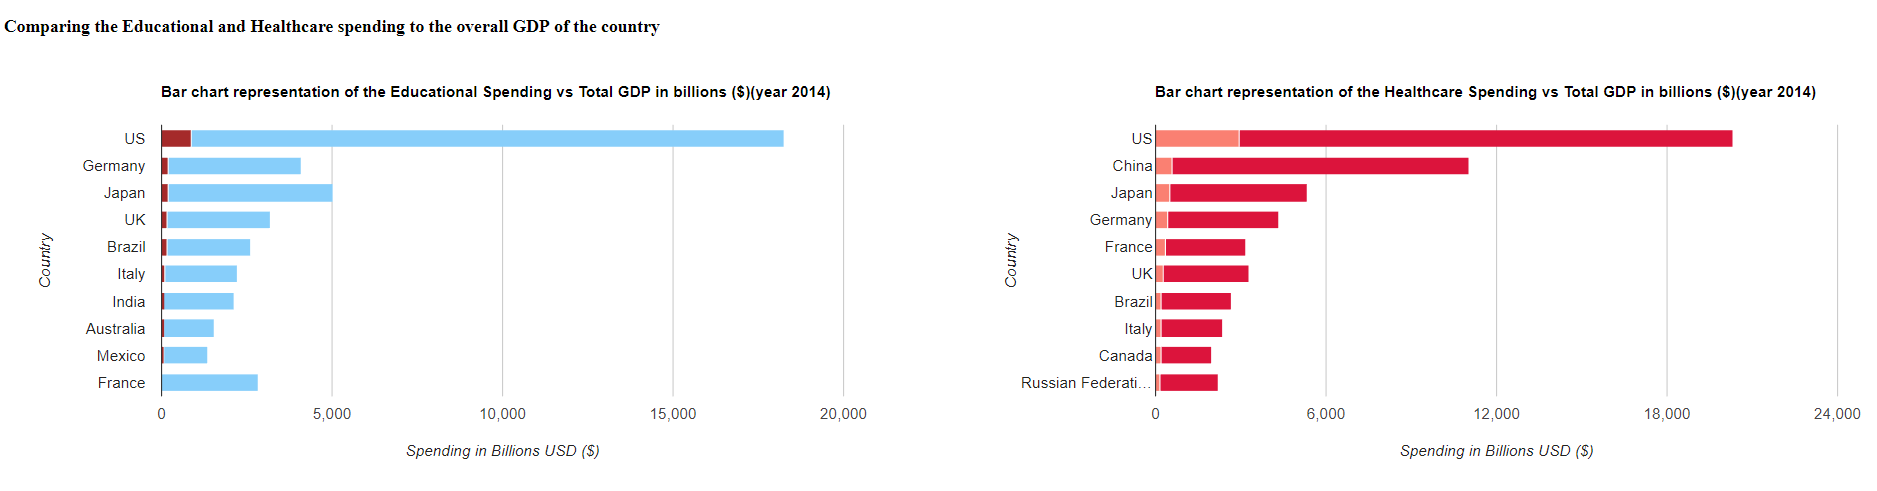 Comparing the Educational and Healthcare spending to the overall GDP of the country
Bar chart representation of the Educational Spending vs Total GDP in billions ($)(year 2014)
Country
US
Germany
Japan
UK
Brazil
Italy
India
Australia
Mexico
France
0 5,000 10,000 15,000 20,000
Spending in Billions USD ($)
Bar chart representation of the Healthcare Spending vs Total GDP in billions ($)(year 2014)
Country
US
China
Japan
Germany
France
UK
Brazil
Italy
Canada
Russian Federati...
0 6,000 12,000 18,000 24,000
Spending in Billions USD ($)